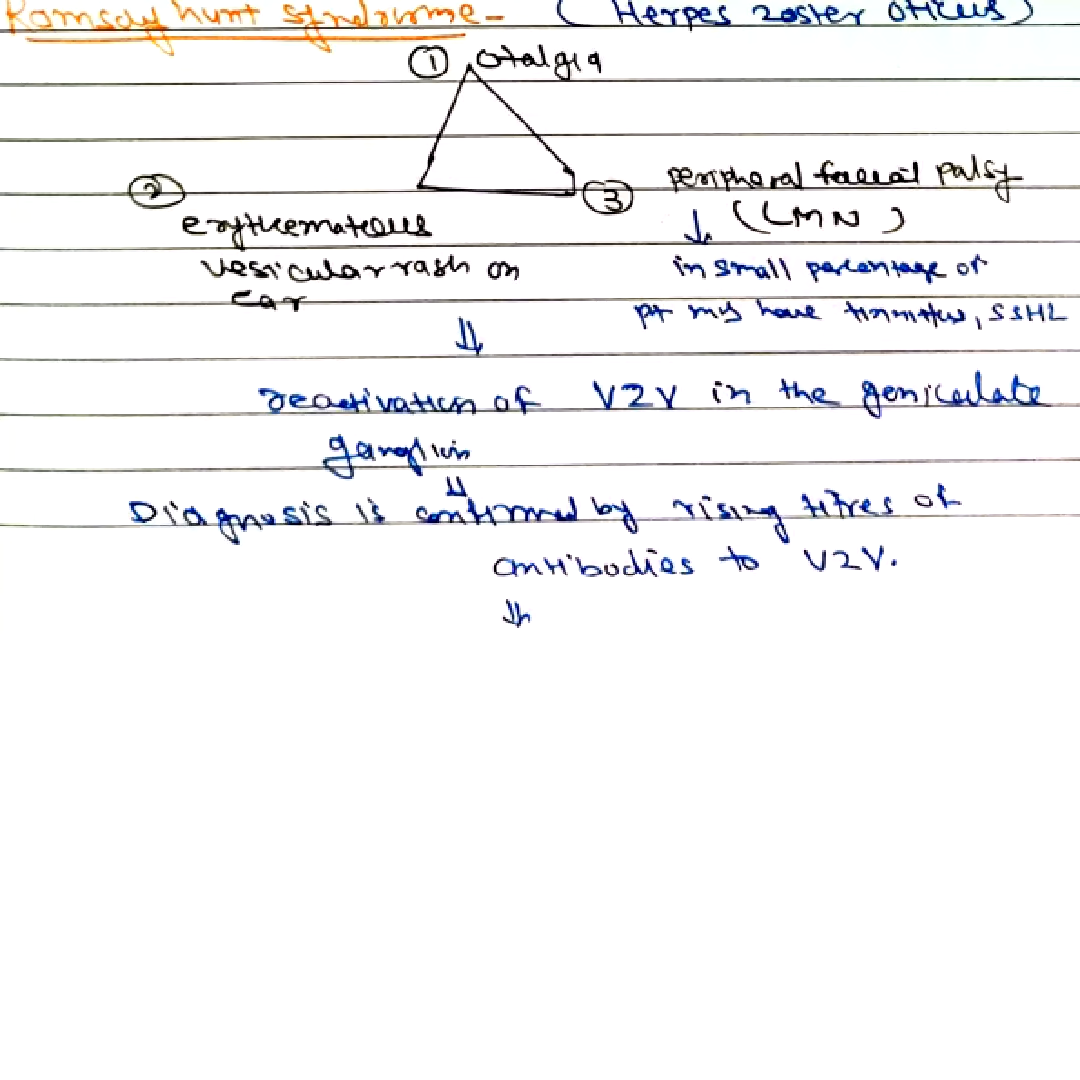 Ramsay hunt syndrome - (Herpes zoster oticus)
① otalgia
② erythematous
vesicular rash on
ear
③ peripheral facial palsy
↓ (LMN)
in small percentage of
pt my have tinnitus, SSHL
⇓
reactivation of VZV in the geniculate
ganglion
⇓
Diagnosis is confirmed by rising titres of
antibodies to VZV.
⇓